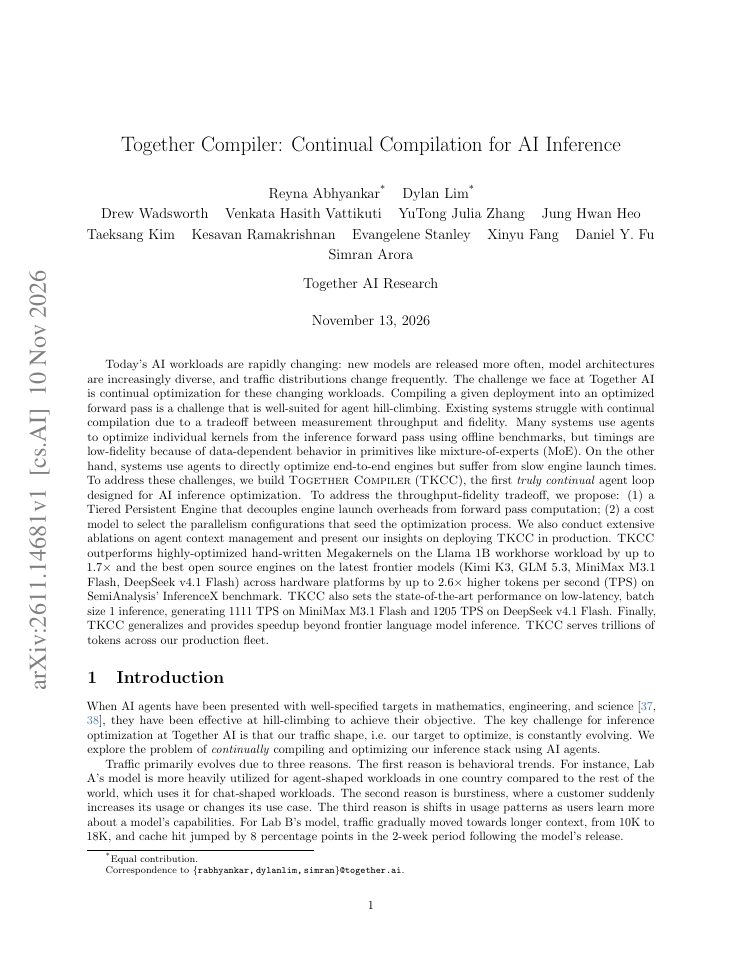 Together Compiler: Continual Compilation for AI Inference
Reyna Abhyankar* Dylan Lim*
Drew Wadsworth Venkata Hasith Vattikuti YuTong Julia Zhang Jung Hwan Heo
Taeksang Kim Kesavan Ramakrishnan Evangelene Stanley Xinyu Fang Daniel Y. Fu
Simran Arora
Together AI Research
November 13, 2026
arXiv:2611.14681v1 [cs.AI] 10 Nov 2026
Today's AI workloads are rapidly changing: new models are released more often, model architectures
are increasingly diverse, and traffic distributions change frequently. The challenge we face at Together AI
is continual optimization for these changing workloads. Compiling a given deployment into an optimized
forward pass is a challenge that is well-suited for agent hill-climbing. Existing systems struggle with continual
compilation due to a tradeoff between measurement throughput and fidelity. Many systems use agents
to optimize individual kernels from the inference forward pass using offline benchmarks, but timings are
low-fidelity because of data-dependent behavior in primitives like mixture-of-experts (MoE). On the other
hand, systems use agents to directly optimize end-to-end engines but suffer from slow engine launch times.
To address these challenges, we build Together Compiler (TKCC), the first truly continual agent loop
designed for AI inference optimization. To address the throughput-fidelity tradeoff, we propose: (1) a
Tiered Persistent Engine that decouples engine launch overheads from forward pass computation; (2) a cost
model to select the parallelism configurations that seed the optimization process. We also conduct extensive
ablations on agent context management and present our insights on deploying TKCC in production. TKCC
outperforms highly-optimized hand-written Megakernels on the Llama 1B workhorse workload by up to
1.7× and the best open source engines on the latest frontier models (Kimi K3, GLM 5.3, MiniMax M3.1
Flash, DeepSeek v4.1 Flash) across hardware platforms by up to 2.6× higher tokens per second (TPS) on
SemiAnalysis' InferenceX benchmark. TKCC also sets the state-of-the-art performance on low-latency, batch
size 1 inference, generating 1111 TPS on MiniMax M3.1 Flash and 1205 TPS on DeepSeek v4.1 Flash. Finally,
TKCC generalizes and provides speedup beyond frontier language model inference. TKCC serves trillions of
tokens across our production fleet.
1 Introduction
When AI agents have been presented with well-specified targets in mathematics, engineering, and science [37,
38], they have been effective at hill-climbing to achieve their objective. The key challenge for inference
optimization at Together AI is that our traffic shape, i.e. our target to optimize, is constantly evolving. We
explore the problem of continually compiling and optimizing our inference stack using AI agents.
Traffic primarily evolves due to three reasons. The first reason is behavioral trends. For instance, Lab
A's model is more heavily utilized for agent-shaped workloads in one country compared to the rest of the
world, which uses it for chat-shaped workloads. The second reason is burstiness, where a customer suddenly
increases its usage or changes its use case. The third reason is shifts in usage patterns as users learn more
about a model's capabilities. For Lab B's model, traffic gradually moved towards longer context, from 10K to
18K, and cache hit jumped by 8 percentage points in the 2-week period following the model's release.
*Equal contribution.
Correspondence to {rabhyankar, dylanlim, simran}@together.ai.
1